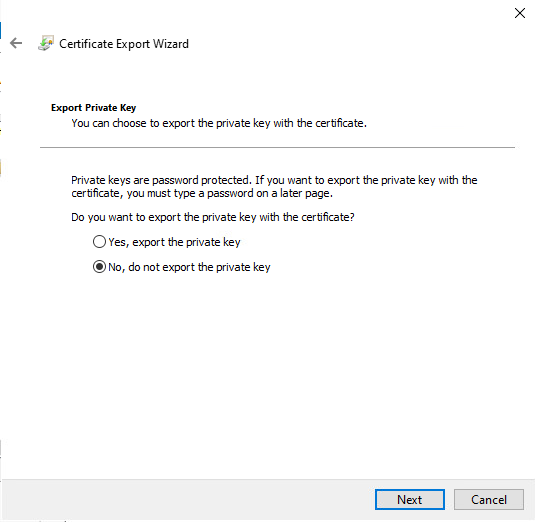 Certificate Export Wizard
Export Private Key
You can choose to export the private key with the certificate.
Private keys are password protected. If you want to export the private key with the
certificate, you must type a password on a later page.
Do you want to export the private key with the certificate?
Yes, export the private key
No, do not export the private key
Next
Cancel